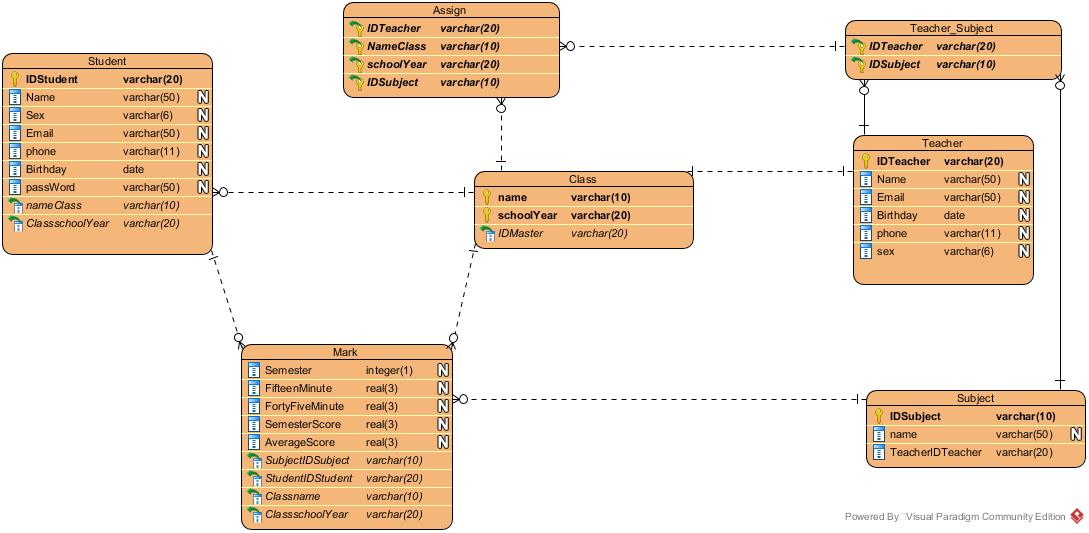 Assign
IDTeacher varchar(20)
NameClass varchar(10)
schoolYear varchar(20)
IDSubject varchar(10)
Teacher_Subject
IDTeacher varchar(20)
IDSubject varchar(10)
Student
IDStudent varchar(20)
Name varchar(50) N
Sex varchar(6) N
Email varchar(50) N
phone varchar(11) N
Birthday date N
passWord varchar(50) N
nameClass varchar(10)
ClassschoolYear varchar(20)
Class
name varchar(10)
schoolYear varchar(20)
IDMaster varchar(20)
Teacher
IDTeacher varchar(20)
Name varchar(50) N
Email varchar(50) N
Birthday date N
phone varchar(11) N
sex varchar(6) N
Mark
Semester integer(1) N
FifteenMinute real(3) N
FortyFiveMinute real(3) N
SemesterScore real(3) N
AverageScore real(3) N
SubjectIDSubject varchar(10)
StudentIDStudent varchar(20)
Classname varchar(10)
ClassschoolYear varchar(20)
Subject
IDSubject varchar(10)
name varchar(50) N
TeacherIDTeacher varchar(20)
Powered By Visual Paradigm Community Edition